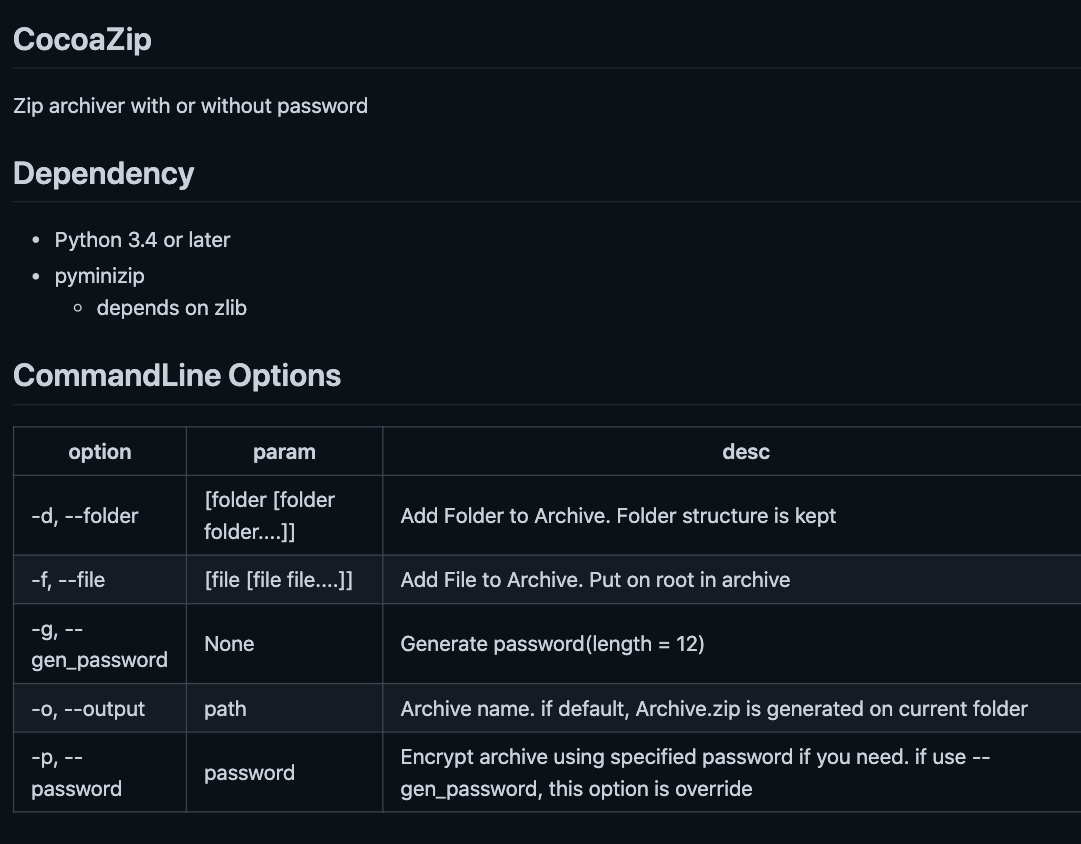 CocoaZip
Zip archiver with or without password
Dependency
Python 3.4 or later
pyminizip
depends on zlib
CommandLine Options
option param desc
-d, --folder [folder [folder
folder....]] Add Folder to Archive. Folder structure is kept
-f, --file [file [file file....]] Add File to Archive. Put on root in archive
-g, --
gen_password None Generate password(length = 12)
-o, --output path Archive name. if default, Archive.zip is generated on current folder
-p, --
password password Encrypt archive using specified password if you need. if use --
gen_password, this option is override